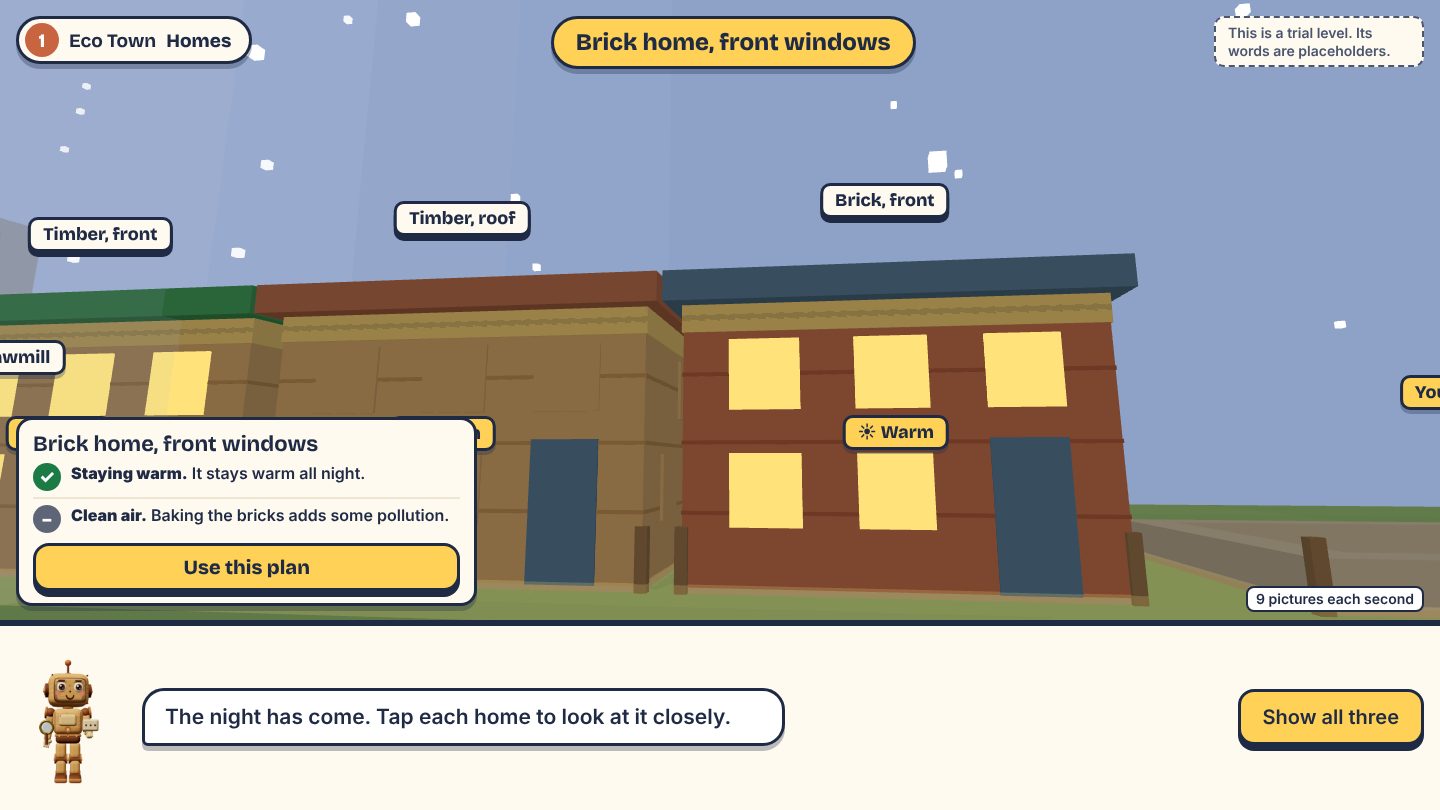 1 Eco Town Homes
Brick home, front windows
This is a trial level. Its
words are placeholders.
Brick, front
Timber, roof
Timber, front
wmill
You
Warm
Brick home, front windows
Staying warm. It stays warm all night.
Clean air. Baking the bricks adds some pollution.
Use this plan
9 pictures each second
The night has come. Tap each home to look at it closely.
Show all three